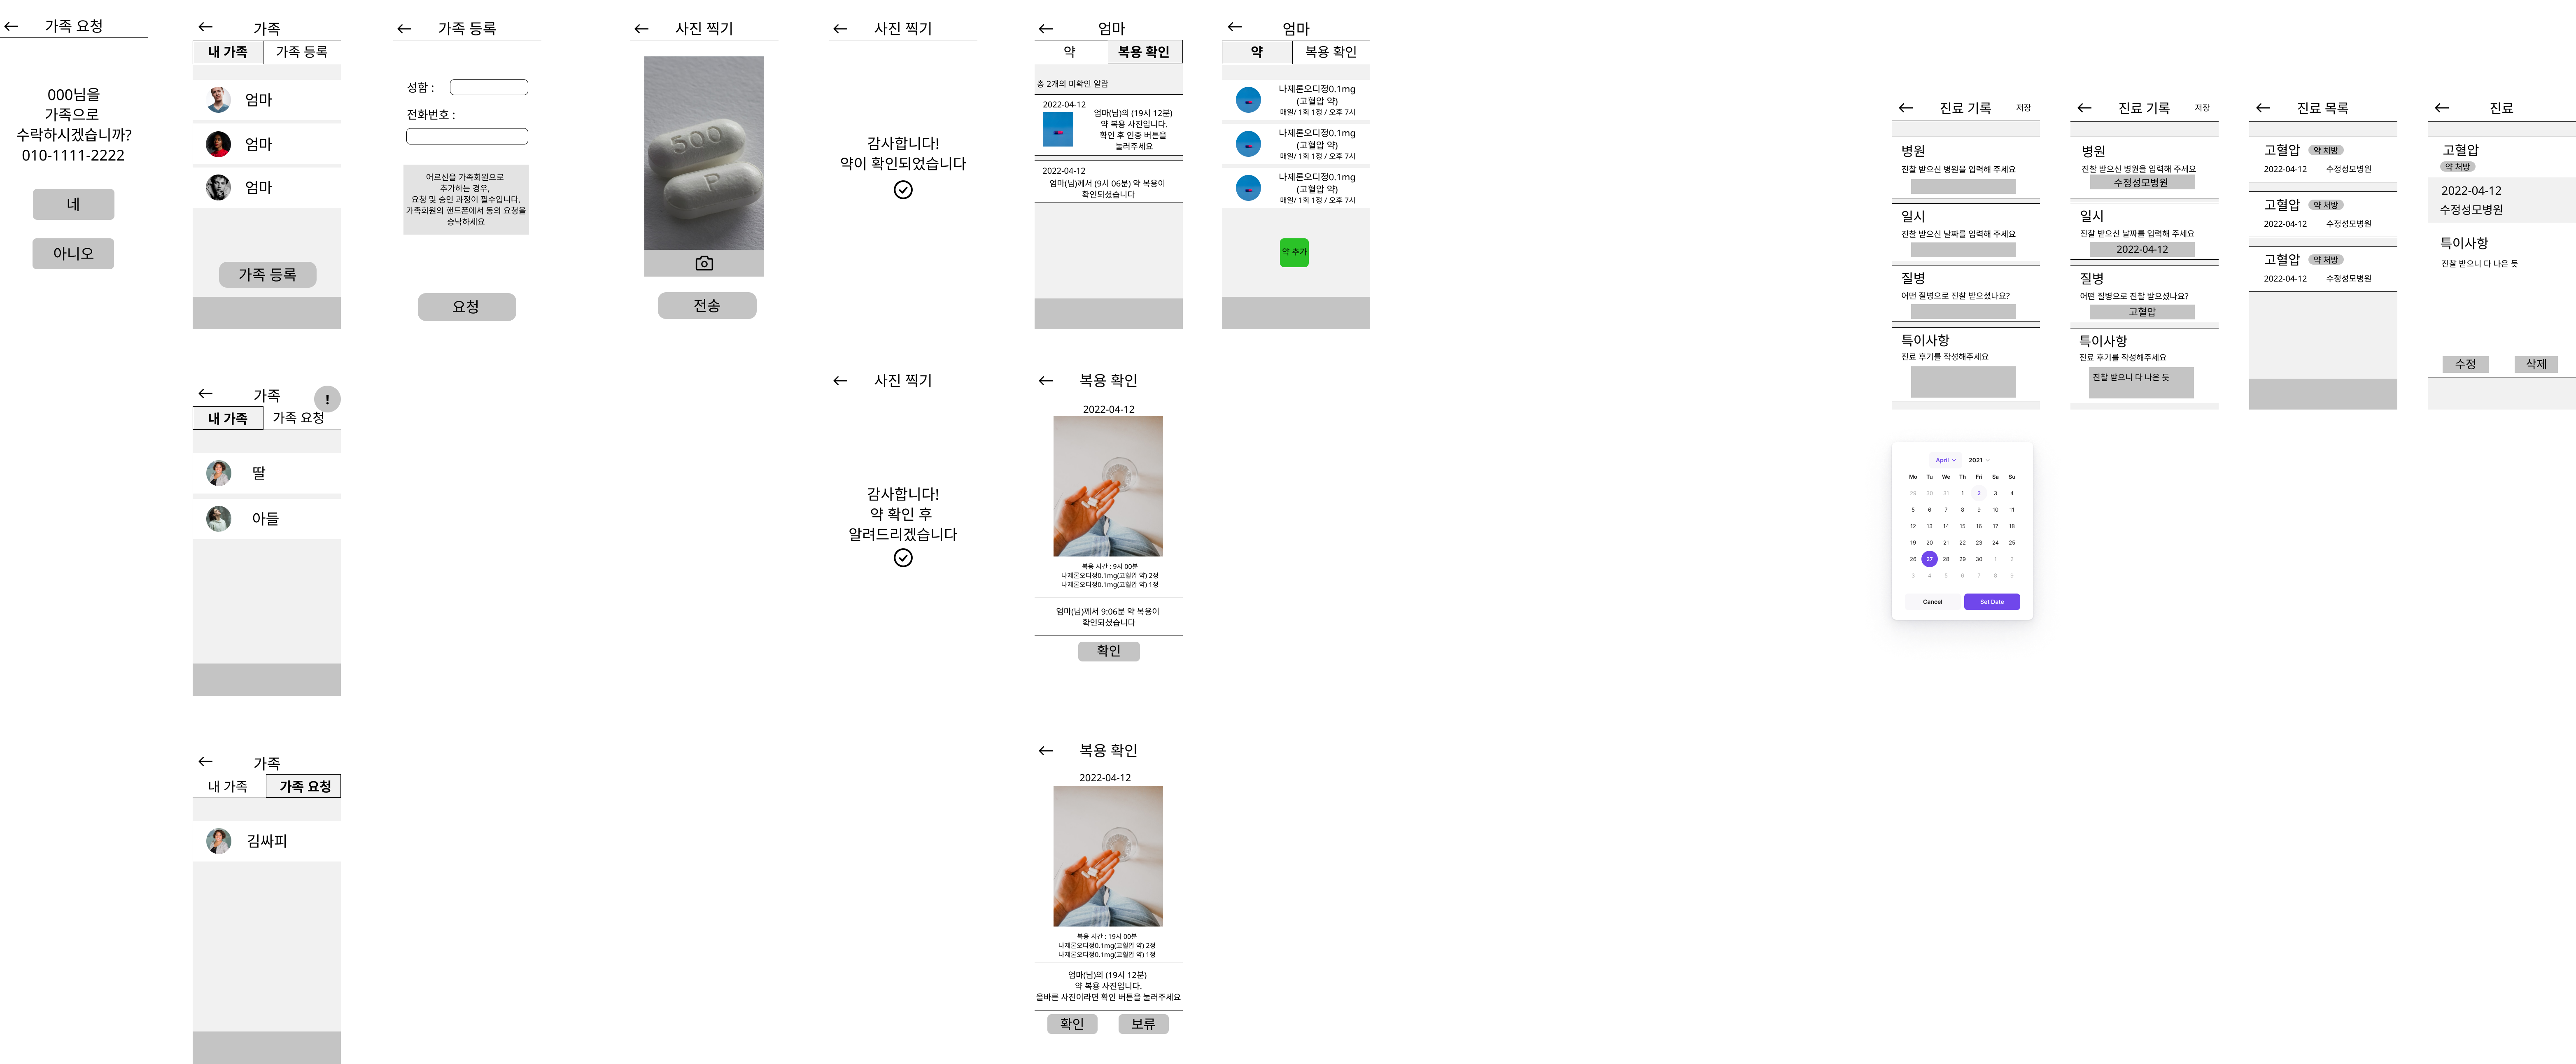 가족 요청
000님을
가족으로
수락하시겠습니까?
010-1111-2222
네
아니오
가족
내 가족
가족 등록
엄마
엄마
엄마
가족 등록
가족 등록
성함 :
전화번호 :
어르신을 가족회원으로
추가하는 경우,
요청 및 승인 과정이 필수입니다.
가족회원의 핸드폰에서 동의 요청을
승낙하세요
요청
사진 찍기
500
P
전송
사진 찍기
감사합니다!
약이 확인되었습니다
엄마
약
복용 확인
총 2개의 미확인 알람
2022-04-12
엄마(님)의 (19시 12분)
약 복용 사진입니다.
확인 후 인증 버튼을
눌러주세요
2022-04-12
엄마(님)께서 (9시 06분) 약 복용이
확인되셨습니다
엄마
약
복용 확인
나제론오디정0.1mg
(고혈압 약)
매일/ 1회 1정 / 오후 7시
나제론오디정0.1mg
(고혈압 약)
매일/ 1회 1정 / 오후 7시
나제론오디정0.1mg
(고혈압 약)
매일/ 1회 1정 / 오후 7시
약 추가
진료 기록
저장
병원
진찰 받으신 병원을 입력해 주세요
일시
진찰 받으신 날짜를 입력해 주세요
질병
어떤 질병으로 진찰 받으셨나요?
특이사항
진료 후기를 작성해주세요
진료 기록
저장
병원
진찰 받으신 병원을 입력해 주세요
수정성모병원
일시
진찰 받으신 날짜를 입력해 주세요
2022-04-12
질병
어떤 질병으로 진찰 받으셨나요?
고혈압
특이사항
진료 후기를 작성해주세요
진찰 받으니 다 나은 듯
진료 목록
고혈압 약 처방
2022-04-12 수정성모병원
고혈압 약 처방
2022-04-12 수정성모병원
고혈압 약 처방
2022-04-12 수정성모병원
진료
고혈압
약 처방
2022-04-12
수정성모병원
특이사항
진찰 받으니 다 나은 듯
수정
삭제
가족
!
내 가족
가족 요청
딸
아들
사진 찍기
감사합니다!
약 확인 후
알려드리겠습니다
복용 확인
2022-04-12
복용 시간 : 9시 00분
나제론오디정0.1mg(고혈압 약) 2정
나제론오디정0.1mg(고혈압 약) 1정
엄마(님)께서 9:06분 약 복용이
확인되셨습니다
확인
April 2021
Mo Tu We Th Fri Sa Su
29 30 31 1 2 3 4
5 6 7 8 9 10 11
12 13 14 15 16 17 18
19 20 21 22 23 24 25
26 27 28 29 30 1 2
3 4 5 6 7 8 9
Cancel
Set Date
가족
내 가족
가족 요청
김싸피
복용 확인
2022-04-12
복용 시간 : 19시 00분
나제론오디정0.1mg(고혈압 약) 2정
나제론오디정0.1mg(고혈압 약) 1정
엄마(님)의 (19시 12분)
약 복용 사진입니다.
올바른 사진이라면 확인 버튼을 눌러주세요
확인
보류